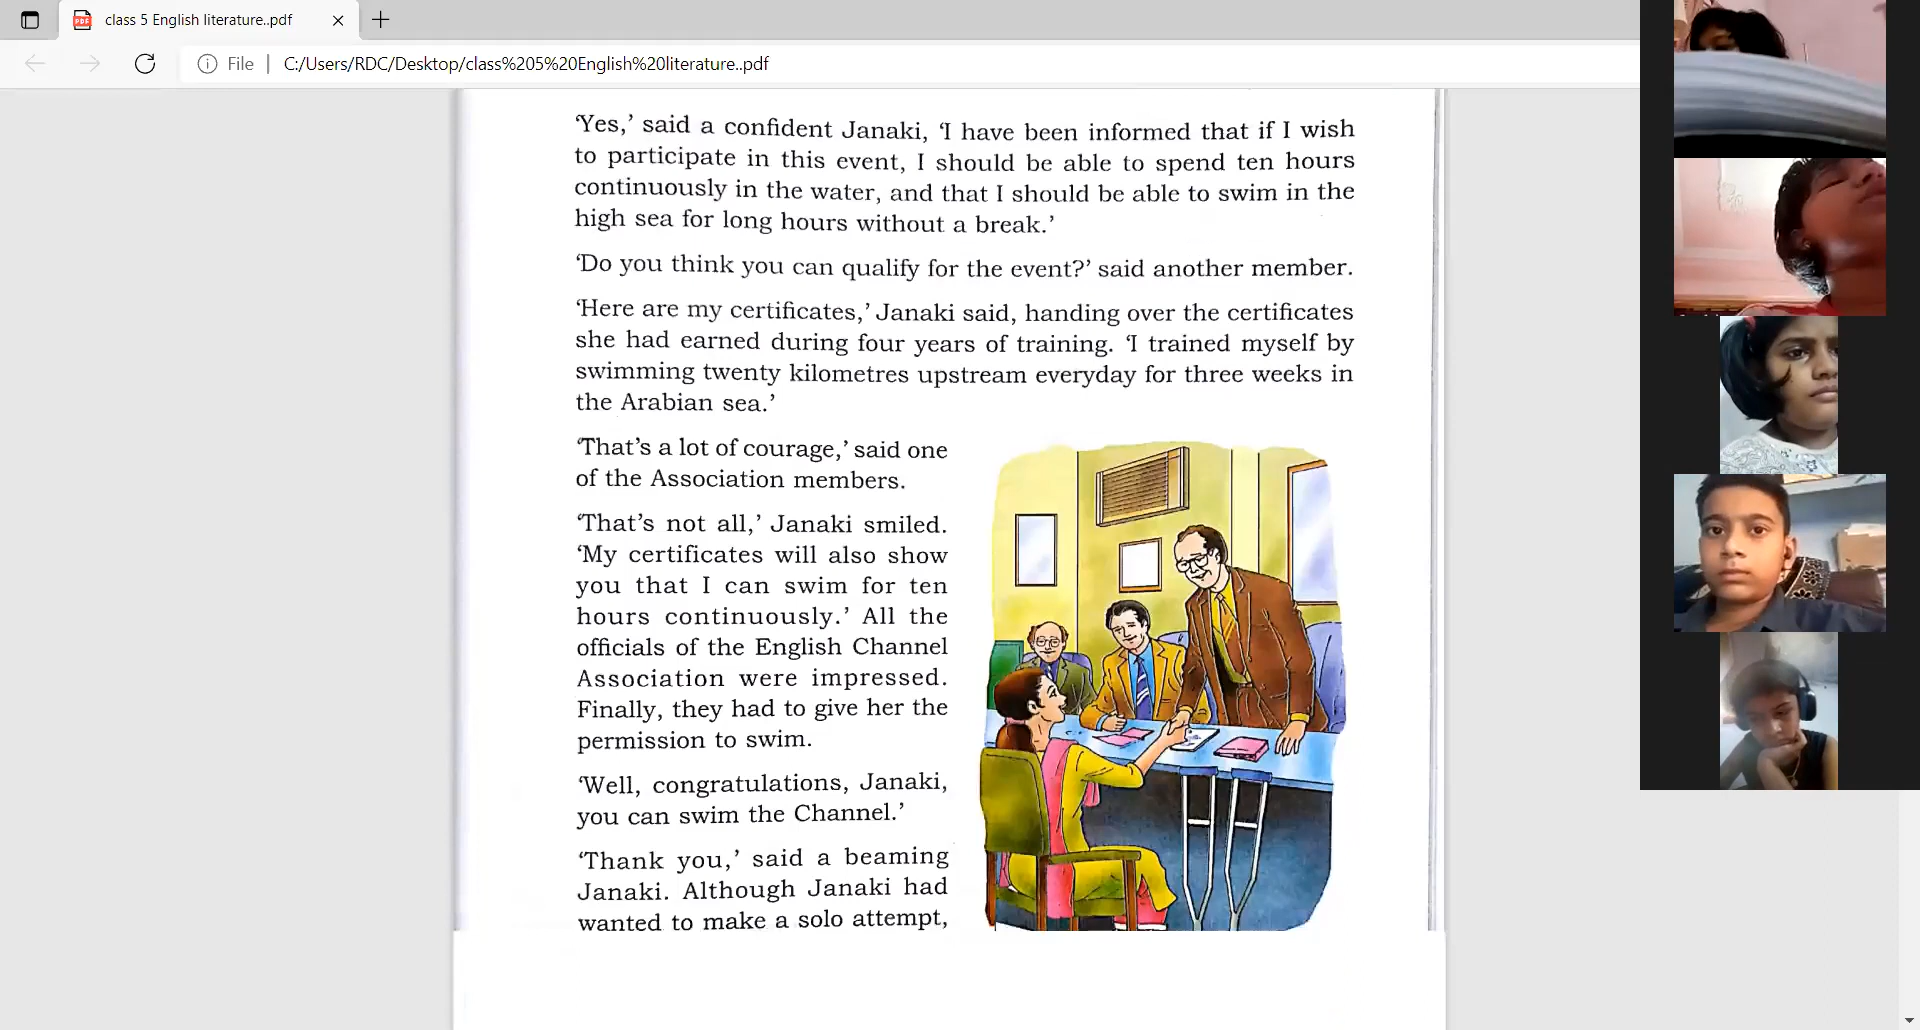 class 5 English literature..pdf
File | C:/Users/RDC/Desktop/class%205%20English%20literature..pdf
‘Yes,’ said a confident Janaki, ‘I have been informed that if I wish
to participate in this event, I should be able to spend ten hours
continuously in the water, and that I should be able to swim in the
high sea for long hours without a break.’
‘Do you think you can qualify for the event?’ said another member.
‘Here are my certificates,’ Janaki said, handing over the certificates
she had earned during four years of training. ‘I trained myself by
swimming twenty kilometres upstream everyday for three weeks in
the Arabian sea.’
‘That’s a lot of courage,’ said one
of the Association members.
‘That’s not all,’ Janaki smiled.
‘My certificates will also show
you that I can swim for ten
hours continuously.’ All the
officials of the English Channel
Association were impressed.
Finally, they had to give her the
permission to swim.
‘Well, congratulations, Janaki,
you can swim the Channel.’
‘Thank you,’ said a beaming
Janaki. Although Janaki had
wanted to make a solo attempt,